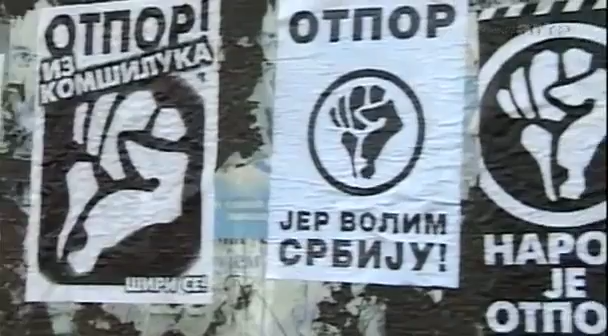 ОТПОР!
ИЗ
КОМШИЛУКА
ШИРИ СЕ!
ОТПОР
ЈЕР ВОЛИМ
СРБИЈУ!
НАРО
ЈЕ
ОТПО